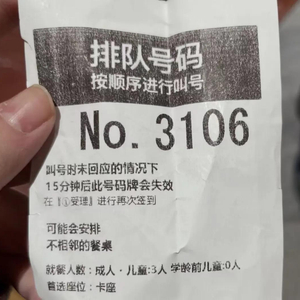 排队号码
按顺序进行叫号
No. 3106
叫号时未回应的情况下
15分钟后此号码牌会失效
在『①受理』进行再次签到
可能会安排
不相邻的餐桌
就餐人数：成人・儿童：3人 学龄前儿童：0人
首选座位：卡座